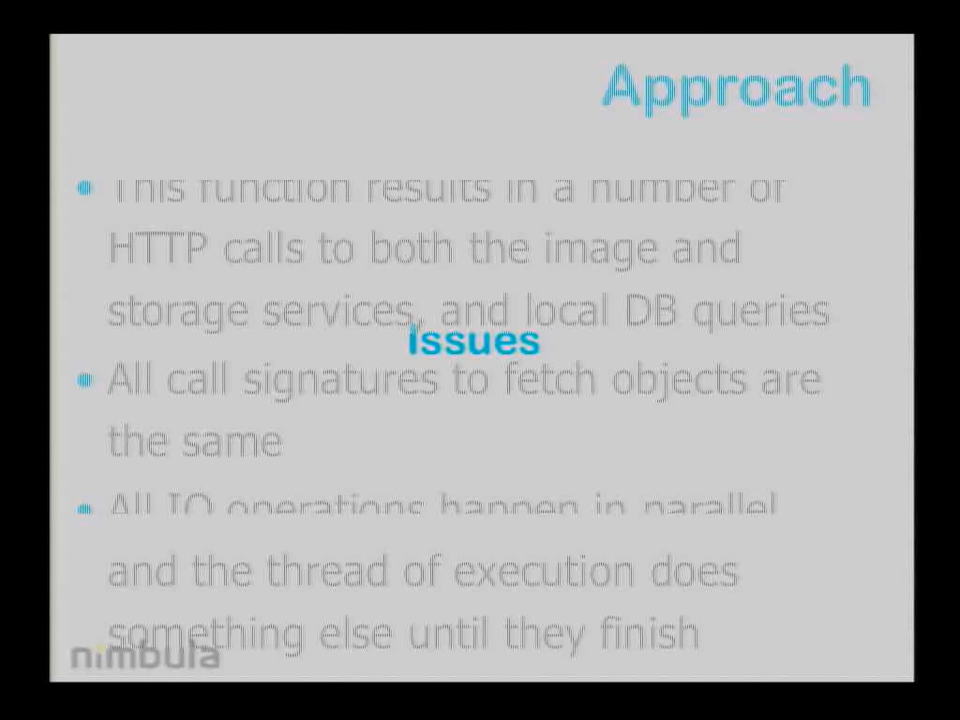 Approach
• This function results in a number of
HTTP calls to both the image and
storage services, and local DB queries
Issues
• All call signatures to fetch objects are
the same
• All IO operations happen in parallel
and the thread of execution does
something else until they finish
nimbula